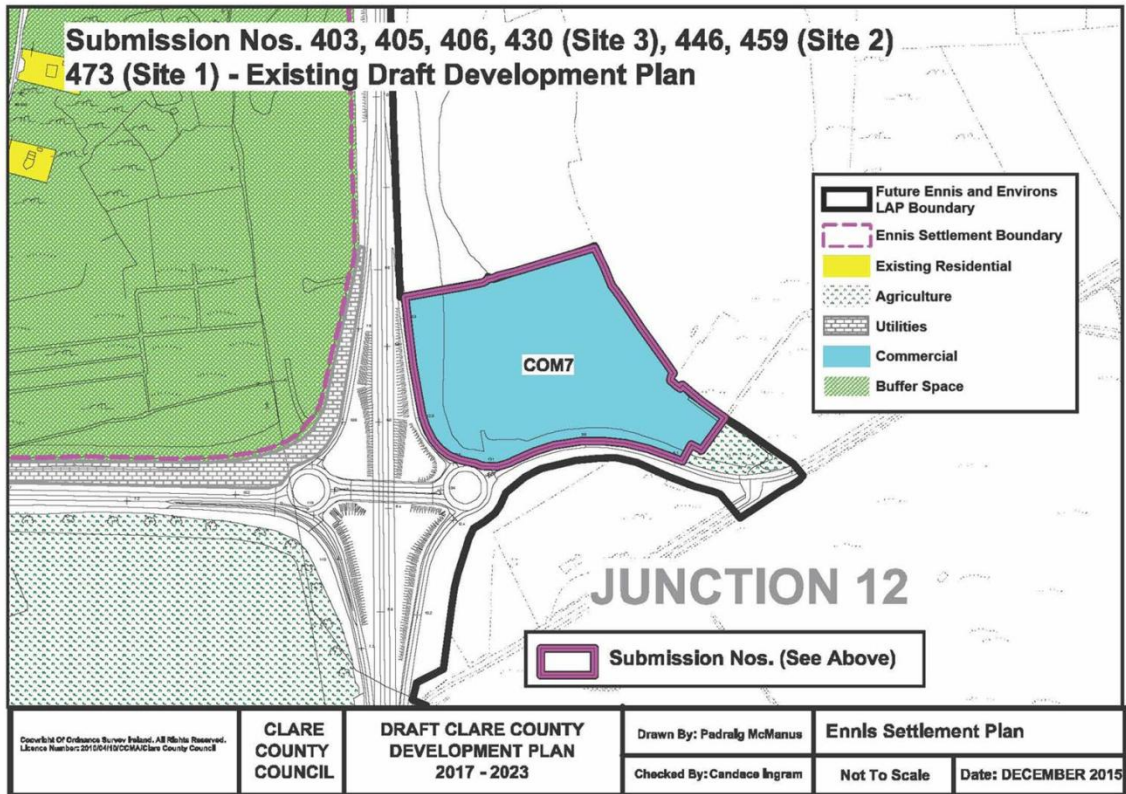 Submission Nos. 403, 405, 406, 430 (Site 3), 446, 459 (Site 2)
473 (Site 1) - Existing Draft Development Plan
Future Ennis and Environs
LAP Boundary
Ennis Settlement Boundary
Existing Residential
Agriculture
Utilities
Commercial
Buffer Space
COM7
JUNCTION 12
Submission Nos. (See Above)
Copyright Of Ordnance Survey Ireland. All Rights Reserved.
CLARE
COUNTY
COUNCIL
DRAFT CLARE COUNTY
DEVELOPMENT PLAN
2017 - 2023
Drawn By: Padraig McManus
Checked By: Candace Ingram
Ennis Settlement Plan
Not To Scale
Date: DECEMBER 2015